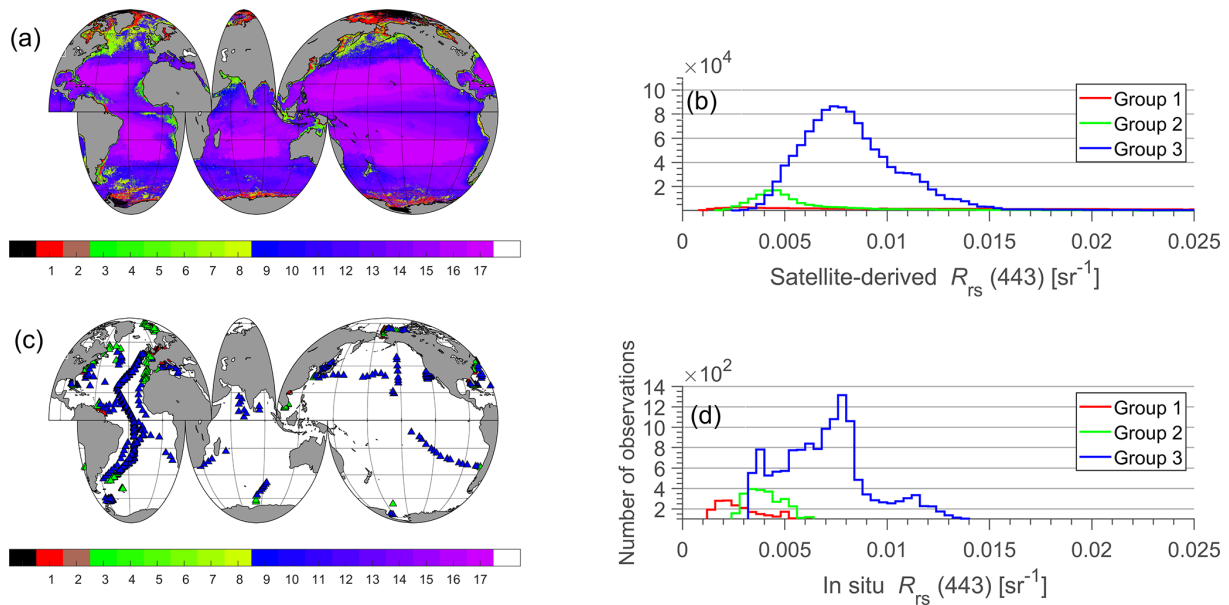 (a)
1 2 3 4 5 6 7 8 9 10 11 12 13 14 15 16 17
×10⁴
(b)
Group 1
Group 2
Group 3
10
8
6
4
2
0 0.005 0.01 0.015 0.02 0.025
Satellite-derived R_rs (443) [sr⁻¹]
(c)
1 2 3 4 5 6 7 8 9 10 11 12 13 14 15 16 17
×10²
(d)
Group 1
Group 2
Group 3
14
12
10
8
6
4
2
Number of observations
0 0.005 0.01 0.015 0.02 0.025
In situ R_rs (443) [sr⁻¹]